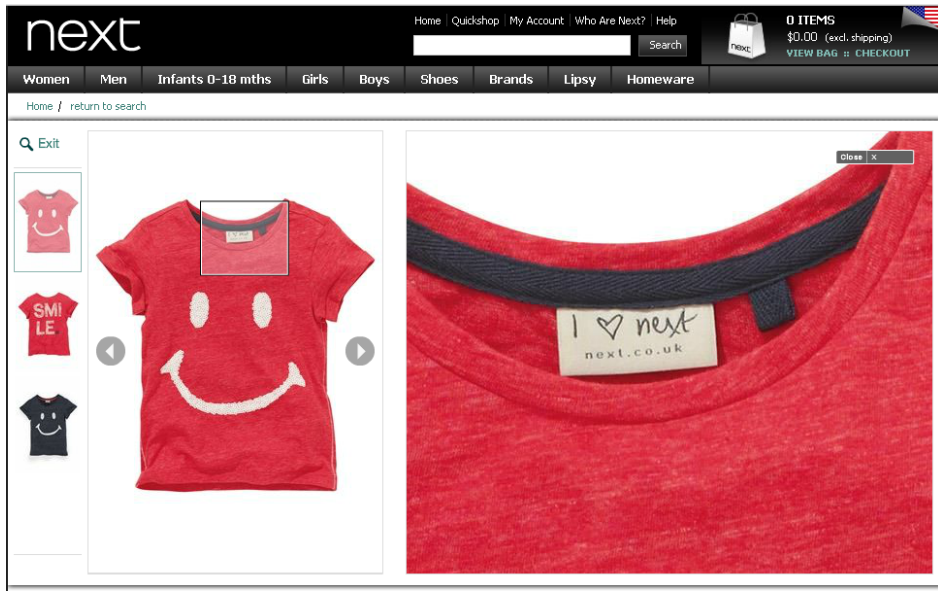 next
Home | Quickshop | My Account | Who Are Next? | Help
Search
next
0 ITEMS
$0.00 (excl. shipping)
VIEW BAG :: CHECKOUT
Women Men Infants 0-18 mths Girls Boys Shoes Brands Lipsy Homeware
Home / return to search
Exit
Close X
SMI
LE
I ♡ next
I ♡ next
next.co.uk